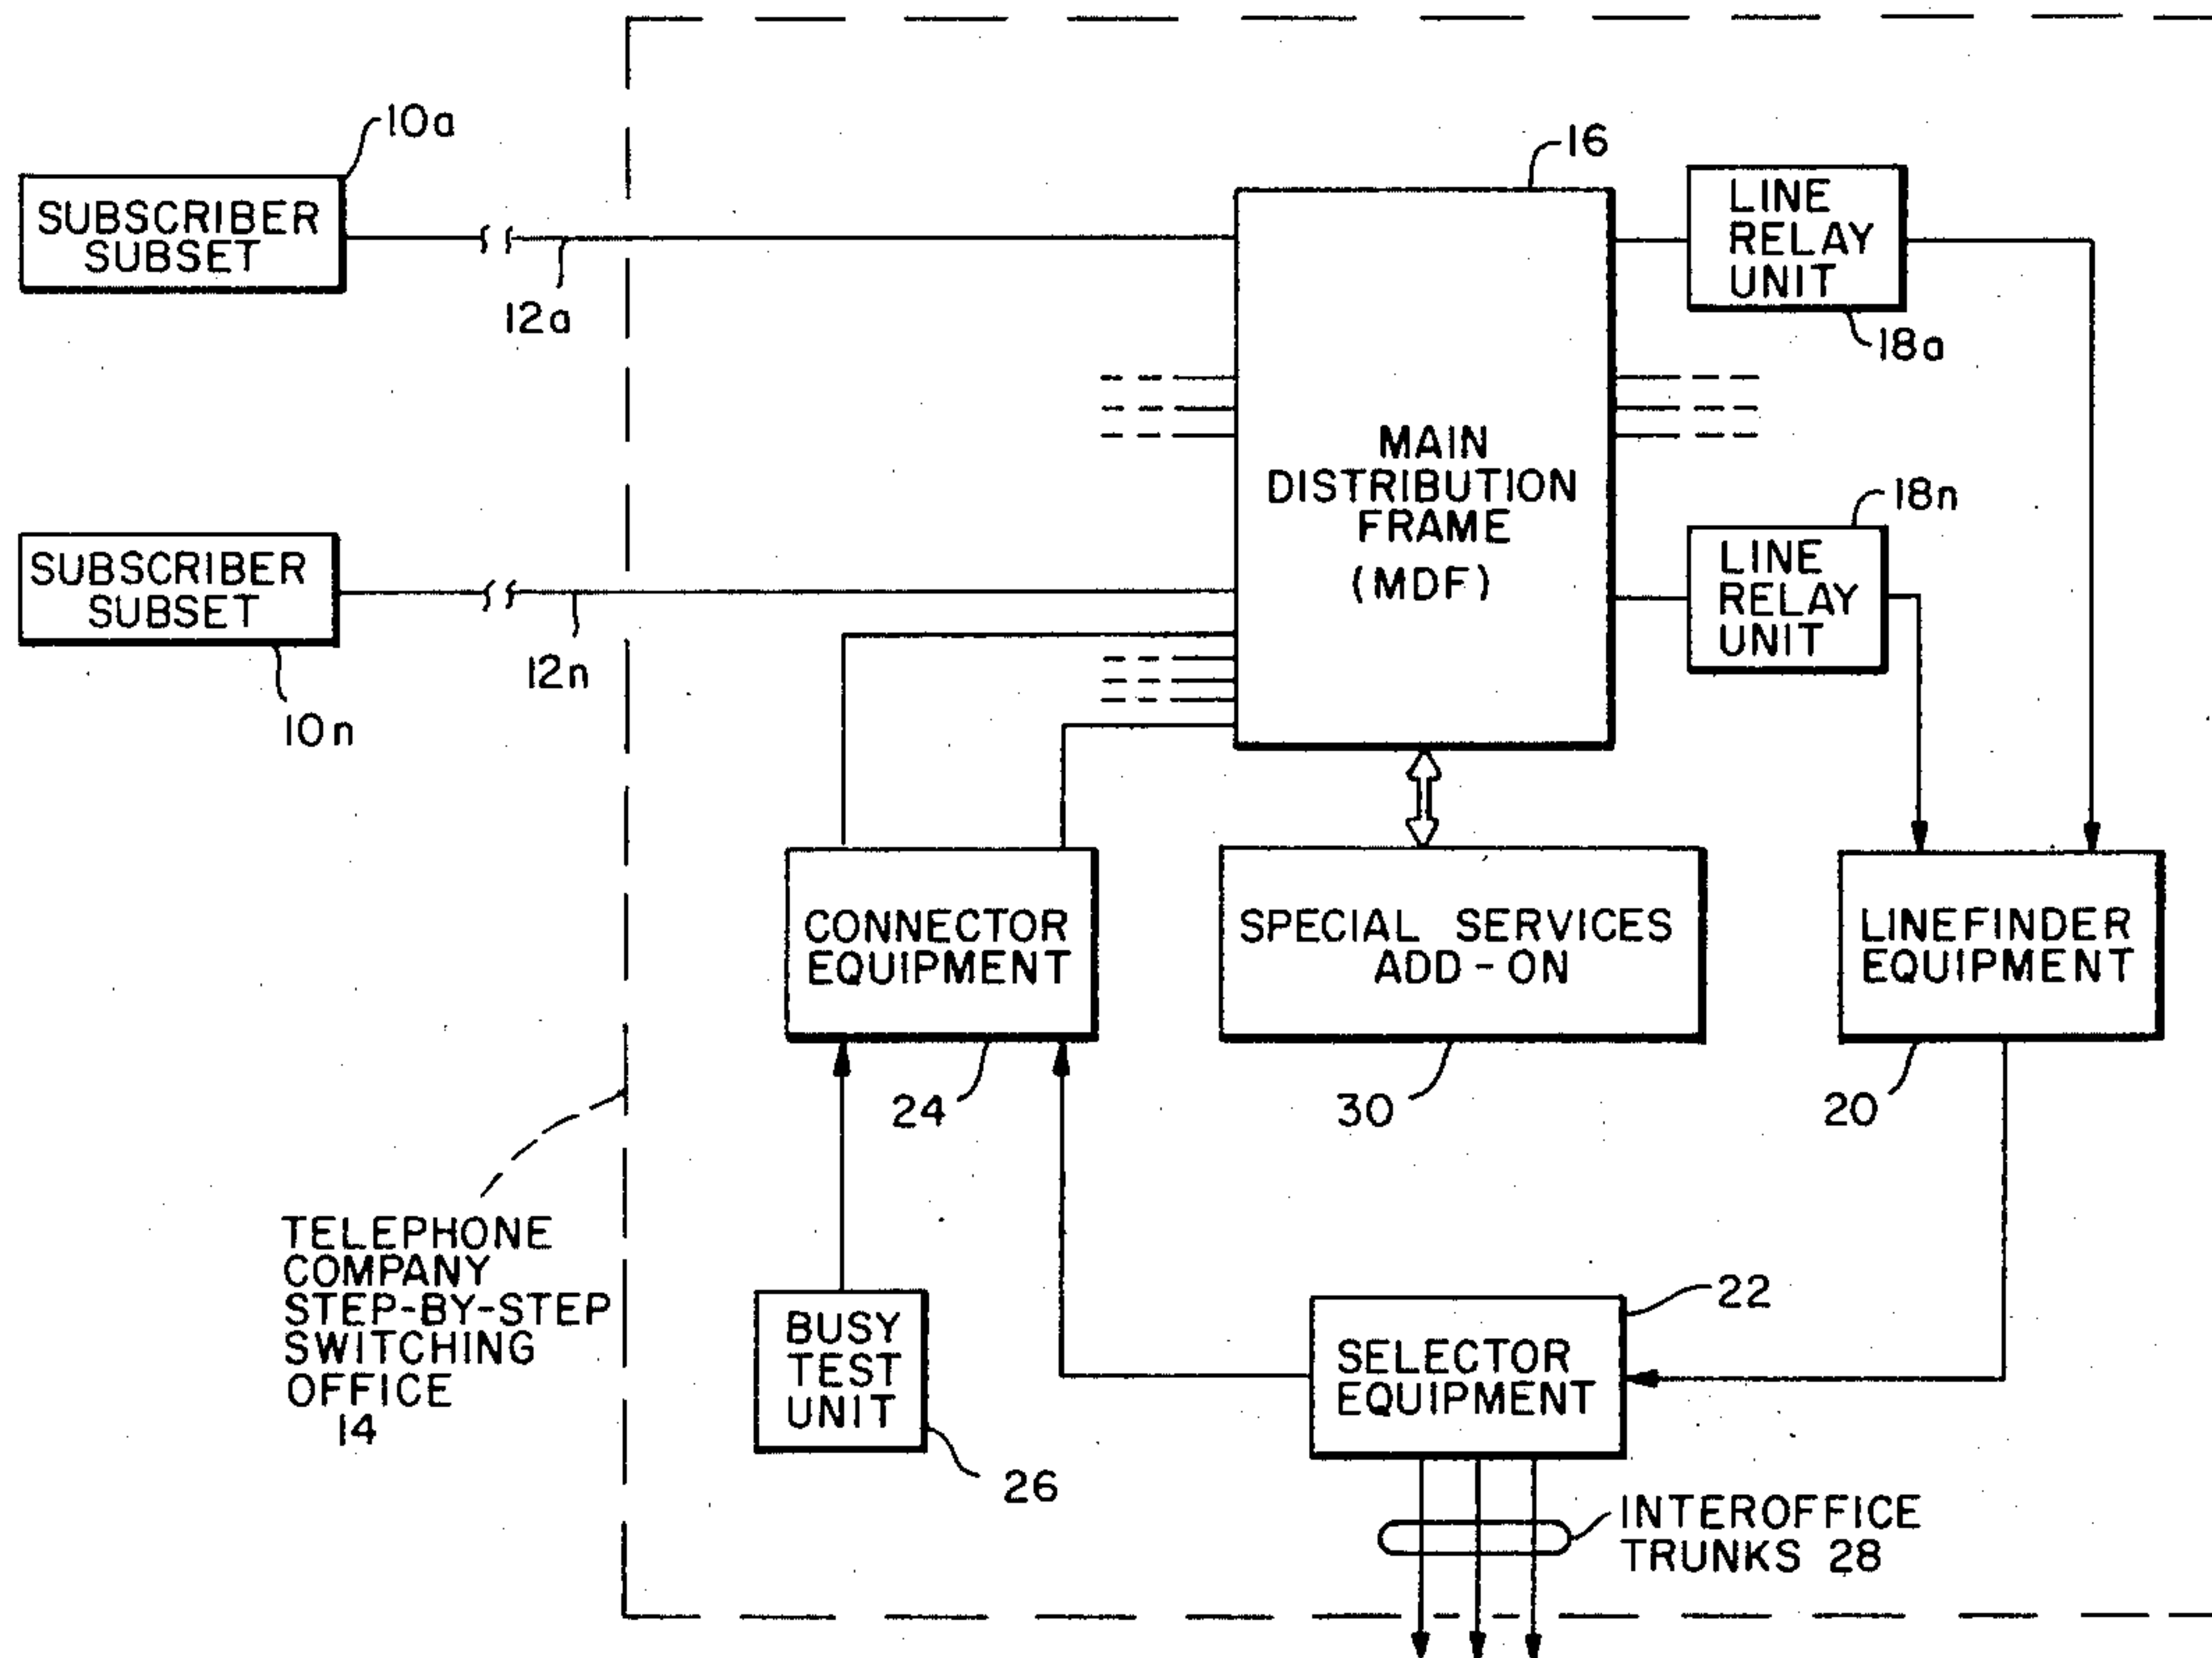 10a
SUBSCRIBER
SUBSET
12a
16
LINE
RELAY
UNIT
18a
MAIN
DISTRIBUTION
FRAME
(MDF)
18n
LINE
RELAY
UNIT
SUBSCRIBER
SUBSET
12n
10n
CONNECTOR
EQUIPMENT
24
SPECIAL SERVICES
ADD-ON
30
LINEFINDER
EQUIPMENT
20
TELEPHONE
COMPANY
STEP-BY-STEP
SWITCHING
OFFICE
14
BUSY
TEST
UNIT
26
22
SELECTOR
EQUIPMENT
INTEROFFICE
TRUNKS 28